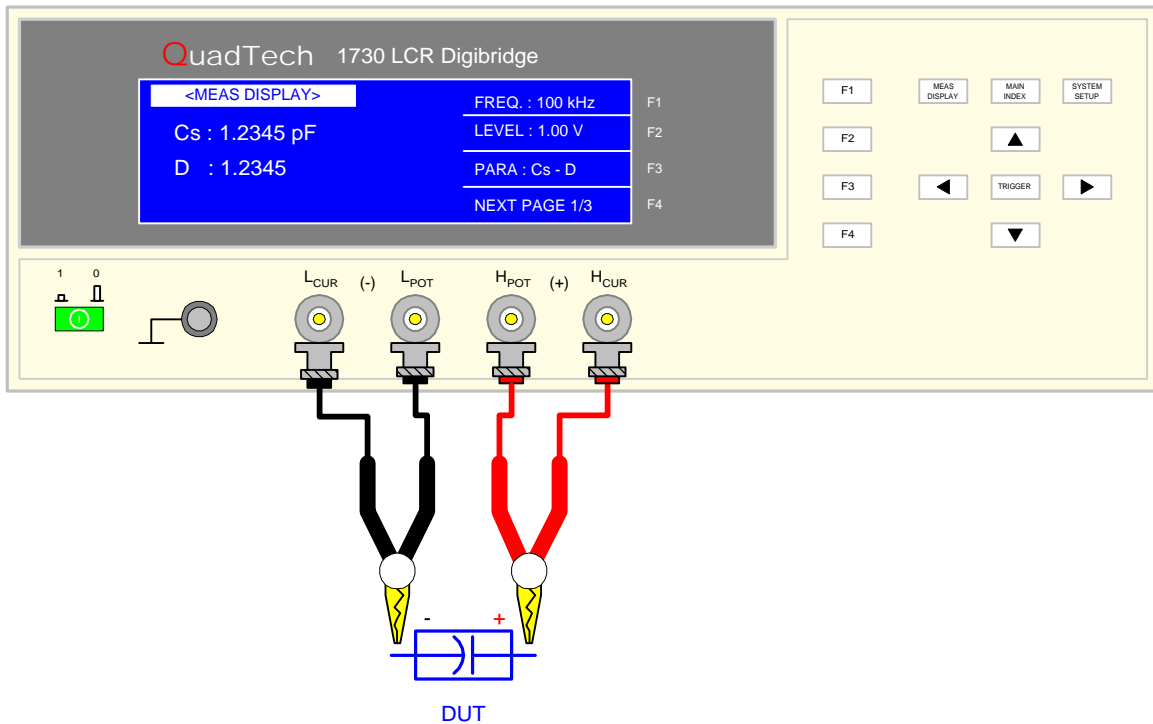 QuadTech 1730 LCR Digibridge
<MEAS DISPLAY>
Cs : 1.2345 pF
D : 1.2345
FREQ. : 100 kHz F1
LEVEL : 1.00 V F2
PARA : Cs - D F3
NEXT PAGE 1/3 F4
F1
F2
F3
F4
MEAS
DISPLAY
MAIN
INDEX
SYSTEM
SETUP
TRIGGER
1 0
LCUR (-) LPOT HPOT (+) HCUR
- +
DUT